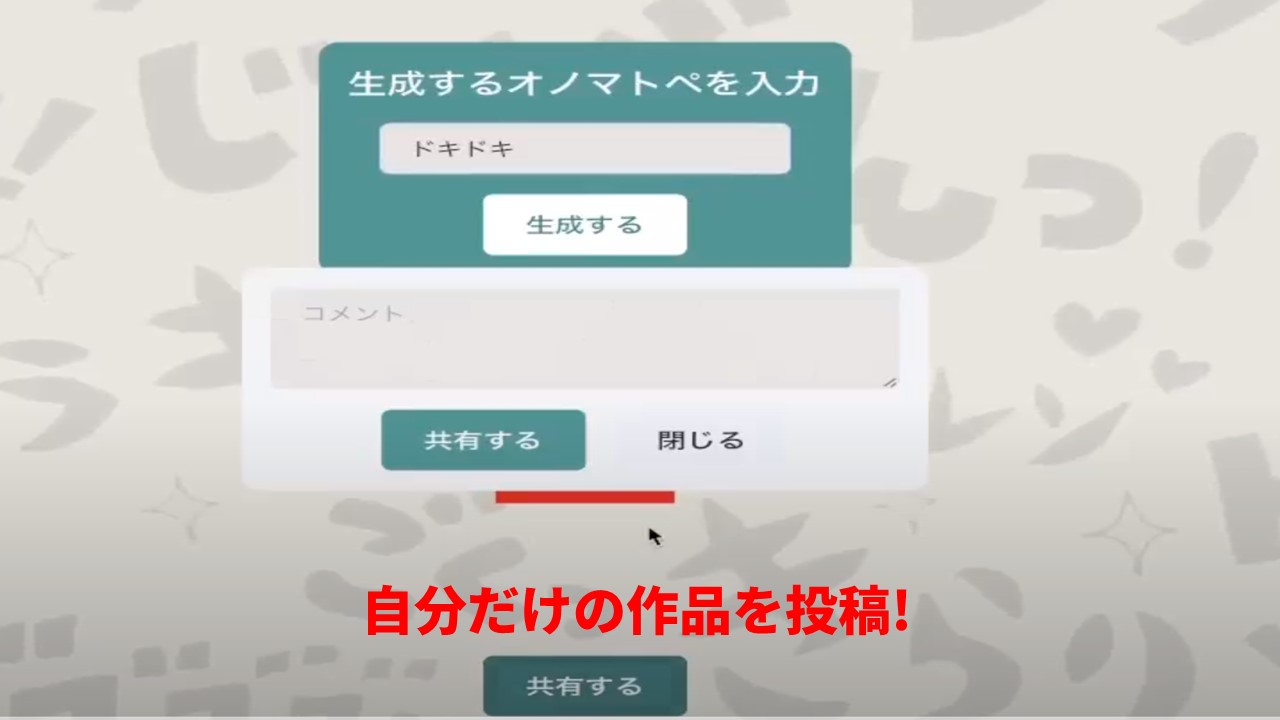 生成するオノマトペを入力
ドキドキ
生成する
コメント
共有する
閉じる
自分だけの作品を投稿!
共有する